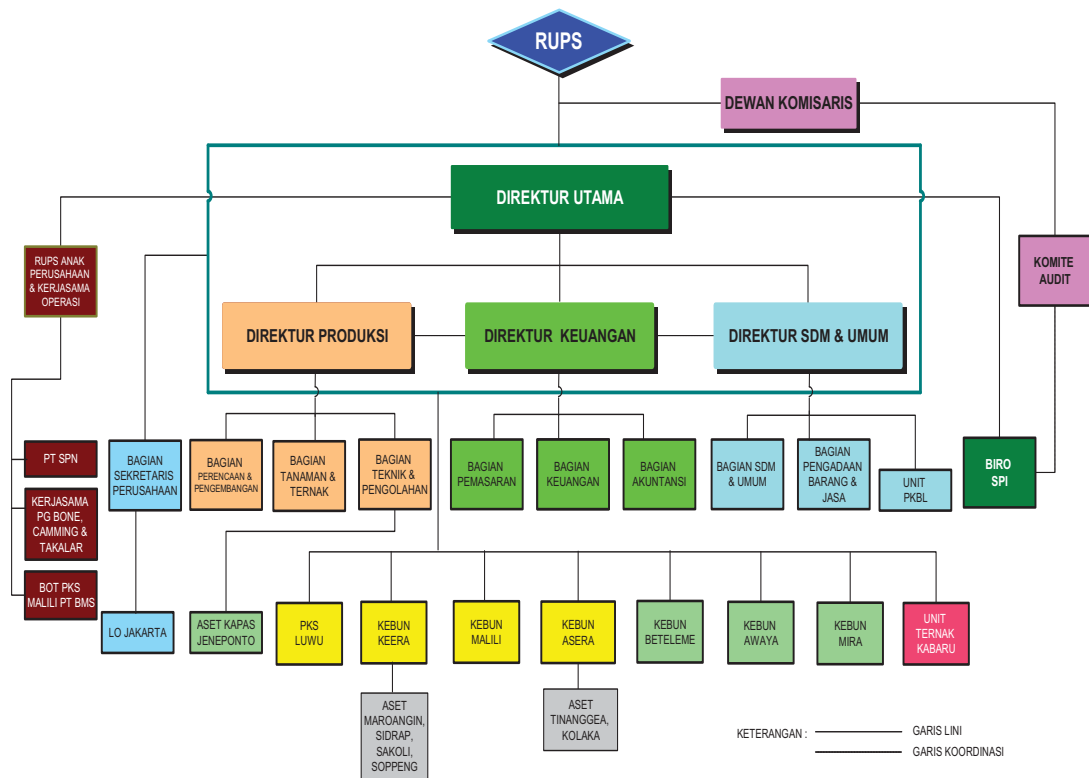 RUPS
DEWAN KOMISARIS
DIREKTUR UTAMA
RUPS ANAK
PERUSAHAAN
& KERJASAMA
OPERASI
KOMITE
AUDIT
DIREKTUR PRODUKSI
DIREKTUR KEUANGAN
DIREKTUR SDM & UMUM
PT SPN
KERJASAMA
PG BONE,
CAMMING &
TAKALAR
BOT PKS
MALILI PT BMS
BAGIAN
SEKRETARIS
PERUSAHAAN
BAGIAN
PERENCAAN &
PENGEMBANGAN
BAGIAN
TANAMAN &
TERNAK
BAGIAN
TEKNIK &
PENGOLAHAN
BAGIAN
PEMASARAN
BAGIAN
KEUANGAN
BAGIAN
AKUNTANSI
BAGIAN SDM
& UMUM
BAGIAN
PENGADAAN
BARANG &
JASA
UNIT
PKBL
BIRO
SPI
LO JAKARTA
ASET KAPAS
JENEPONTO
PKS
LUWU
KEBUN
KEERA
KEBUN
MALILI
KEBUN
ASERA
KEBUN
BETELEME
KEBUN
AWAYA
KEBUN
MIRA
UNIT
TERNAK
KABARU
ASET
MAROANGIN,
SIDRAP,
SAKOLI,
SOPPENG
ASET
TINANGGEA,
KOLAKA
KETERANGAN : GARIS LINI
GARIS KOORDINASI